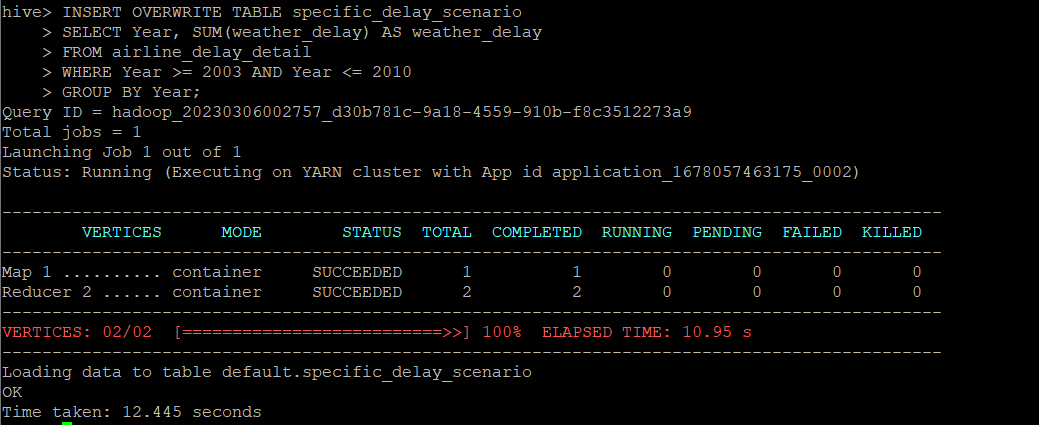 hive> INSERT OVERWRITE TABLE specific_delay_scenario
    > SELECT Year, SUM(weather_delay) AS weather_delay
    > FROM airline_delay_detail
    > WHERE Year >= 2003 AND Year <= 2010
    > GROUP BY Year;
Query ID = hadoop_20230306002757_d30b781c-9a18-4559-910b-f8c3512273a9
Total jobs = 1
Launching Job 1 out of 1
Status: Running (Executing on YARN cluster with App id application_1678057463175_0002)
----------------------------------------------------------------------------------------------
        VERTICES      MODE        STATUS  TOTAL  COMPLETED  RUNNING  PENDING  FAILED  KILLED
----------------------------------------------------------------------------------------------
Map 1 .......... container     SUCCEEDED      1          1        0        0       0       0
Reducer 2 ...... container     SUCCEEDED      2          2        0        0       0       0
----------------------------------------------------------------------------------------------
VERTICES: 02/02  [==========================>>] 100%  ELAPSED TIME: 10.95 s
----------------------------------------------------------------------------------------------
Loading data to table default.specific_delay_scenario
OK
Time taken: 12.445 seconds